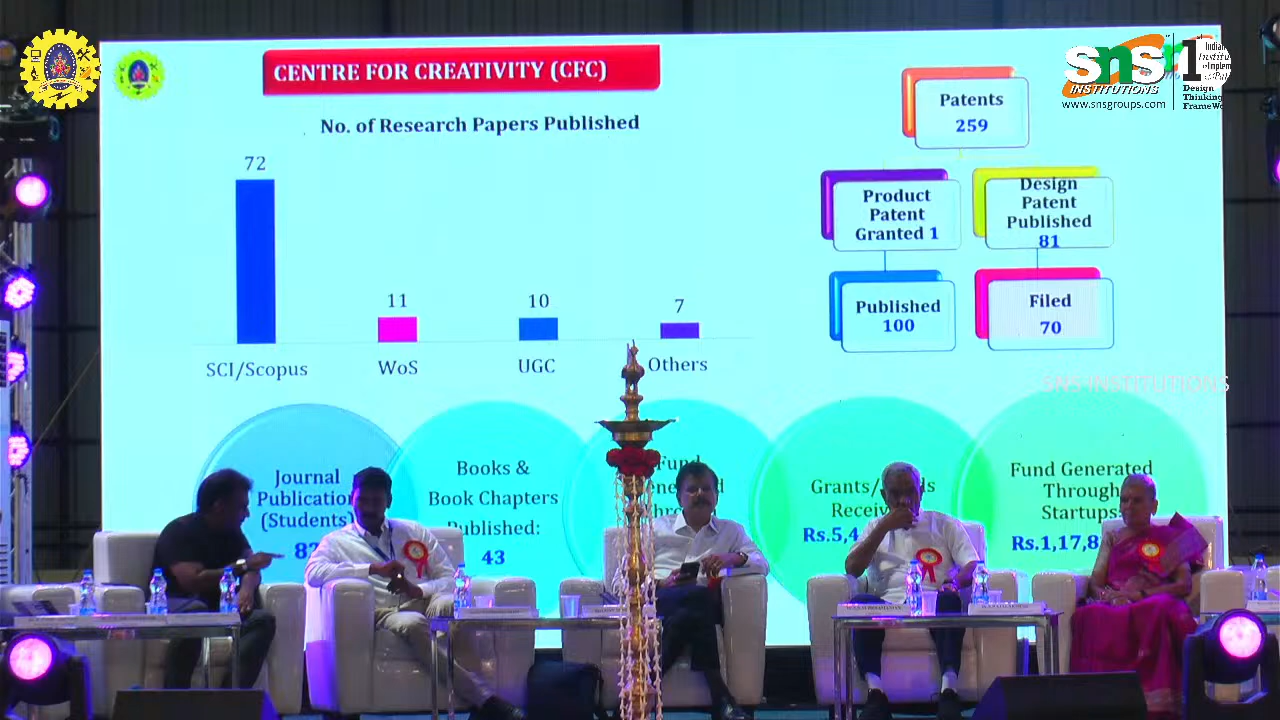 CENTRE FOR CREATIVITY (CFC)
No. of Research Papers Published
72
11
10
7
SCI/Scopus
WoS
UGC
Others
Patents
259
Product
Patent
Granted 1
Design
Patent
Published
81
Published
100
Filed
70
sns
INSTITUTIONS
www.snsgroups.com
1
Design
Thinking
SNS INSTITUTIONS
Journal
(Students)
Books &
Book Chapters
Published:
43
Fund
Grants/
Rs.5,4
Fund Generated
Through
Startups
Rs.1,17,8